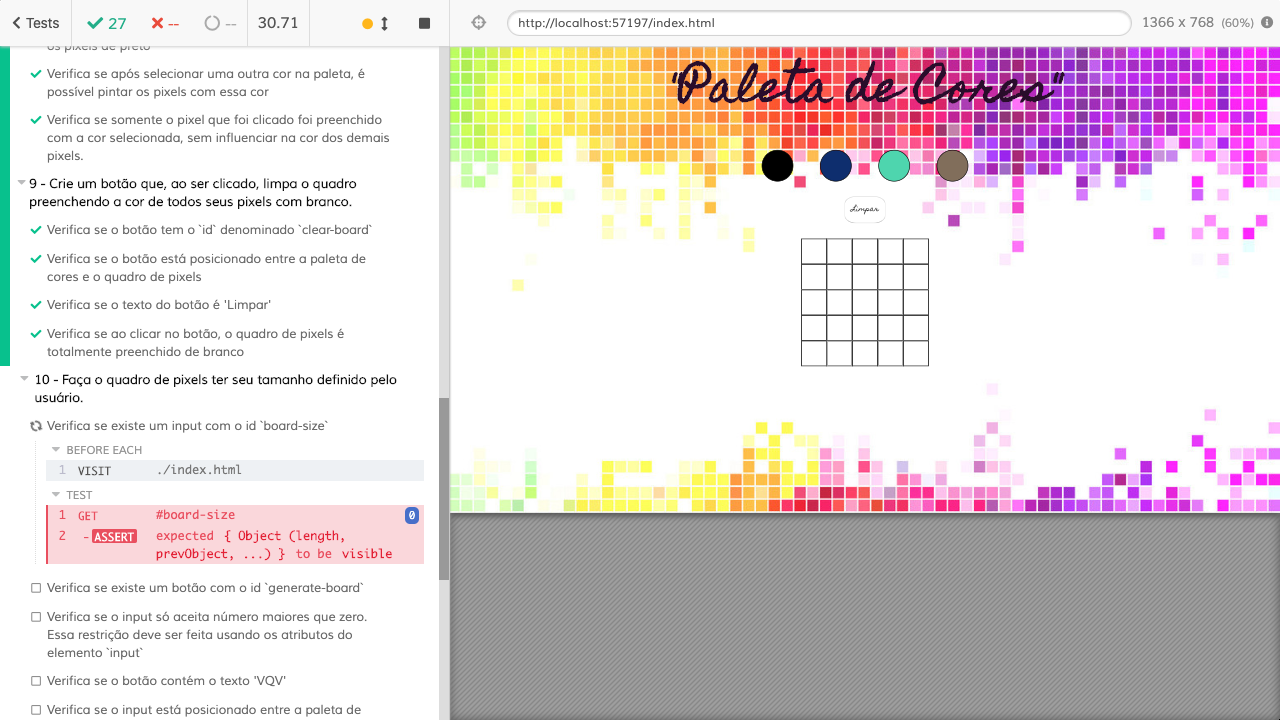 Tests
27
--
--
30.71
http://localhost:57197/index.html
1366 x 768 (60%)
os pixels de preto
Verifica se após selecionar uma outra cor na paleta, é
possível pintar os pixels com essa cor
Verifica se somente o pixel que foi clicado foi preenchido
com a cor selecionada, sem influenciar na cor dos demais
pixels.
9 - Crie um botão que, ao ser clicado, limpa o quadro
preenchendo a cor de todos seus pixels com branco.
Verifica se o botão tem o `id` denominado `clear-board`
Verifica se o botão está posicionado entre a paleta de
cores e o quadro de pixels
Verifica se o texto do botão é 'Limpar'
Verifica se ao clicar no botão, o quadro de pixels é
totalmente preenchido de branco
10 - Faça o quadro de pixels ter seu tamanho definido pelo
usuário.
Verifica se existe um input com o id `board-size`
BEFORE EACH
1 VISIT ./index.html
TEST
1 GET #board-size 0
2 - ASSERT expected { Object (length,
prevObject, ...) } to be visible
Verifica se existe um botão com o id `generate-board`
Verifica se o input só aceita número maiores que zero.
Essa restrição deve ser feita usando os atributos do
elemento `input`
Verifica se o botão contém o texto 'VQV'
Verifica se o input está posicionado entre a paleta de
"Paleta de Cores"
Limpar